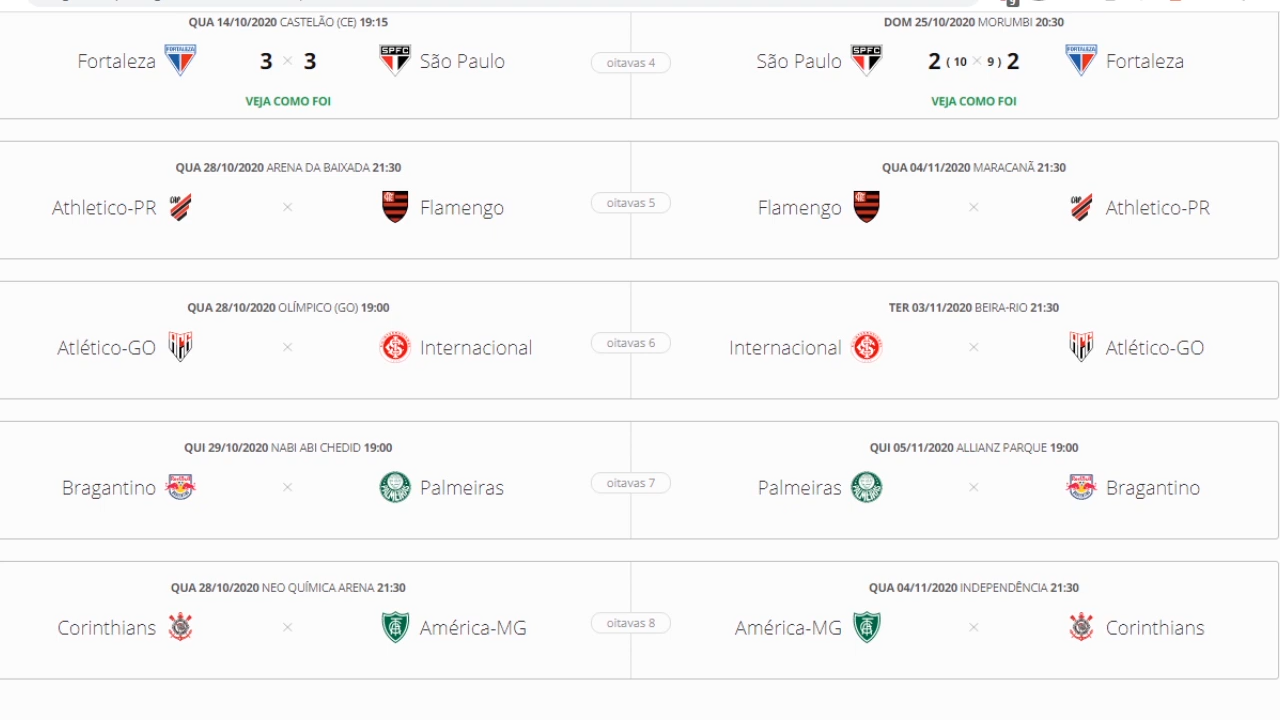 QUA 14/10/2020 CASTELÃO (CE) 19:15
Fortaleza 3 × 3 São Paulo
VEJA COMO FOI
oitavas 4
DOM 25/10/2020 MORUMBI 20:30
São Paulo 2 ( 10 × 9 ) 2 Fortaleza
VEJA COMO FOI
QUA 28/10/2020 ARENA DA BAIXADA 21:30
Athletico-PR × Flamengo
oitavas 5
QUA 04/11/2020 MARACANÃ 21:30
Flamengo × Athletico-PR
QUA 28/10/2020 OLÍMPICO (GO) 19:00
Atlético-GO × Internacional
oitavas 6
TER 03/11/2020 BEIRA-RIO 21:30
Internacional × Atlético-GO
QUI 29/10/2020 NABI ABI CHEDID 19:00
Bragantino × Palmeiras
oitavas 7
QUI 05/11/2020 ALLIANZ PARQUE 19:00
Palmeiras × Bragantino
QUA 28/10/2020 NEO QUÍMICA ARENA 21:30
Corinthians × América-MG
oitavas 8
QUA 04/11/2020 INDEPENDÊNCIA 21:30
América-MG × Corinthians